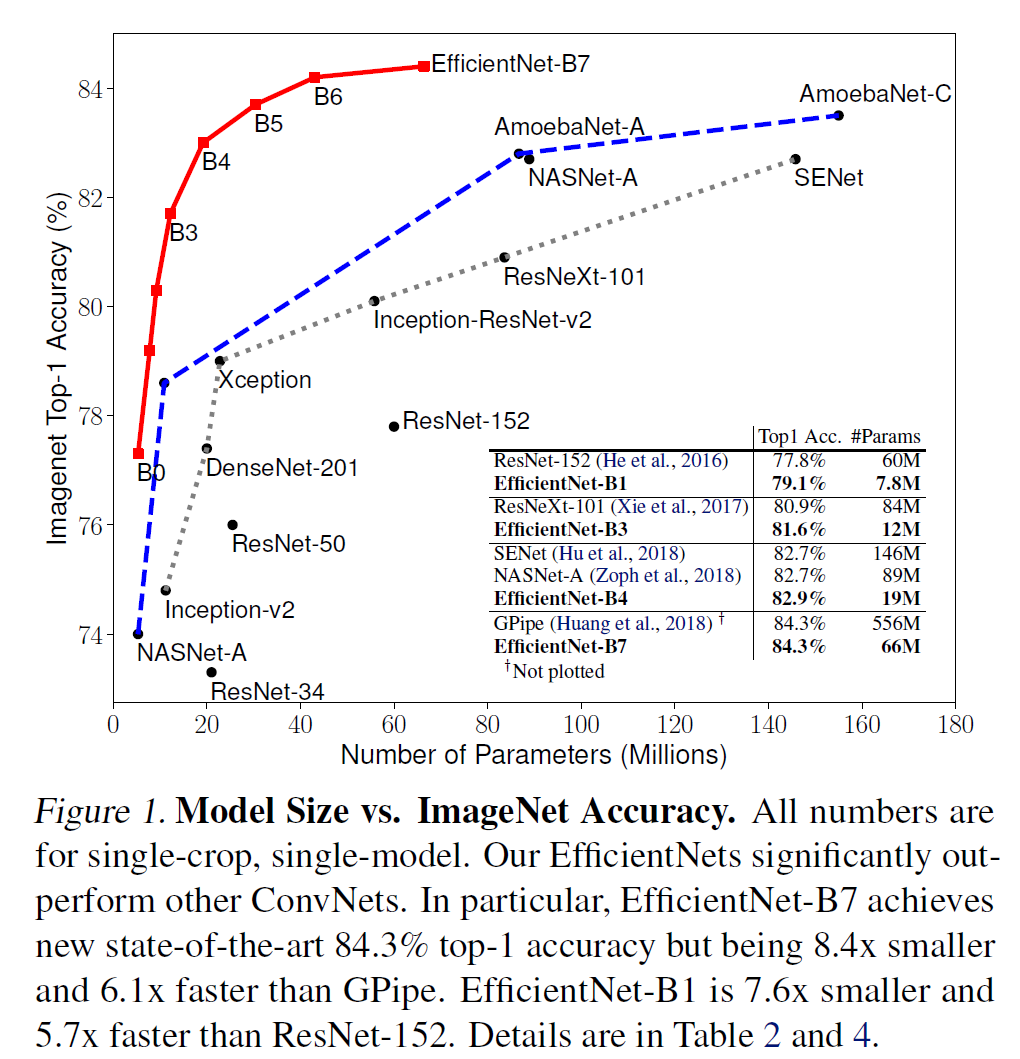 EfficientNet-B7
84
AmoebaNet-C
B6
B5
AmoebaNet-A
B4
NASNet-A
SENet
82
B3
ResNeXt-101
80
Inception-ResNet-v2
Xception
78
ResNet-152
B0
DenseNet-201
76
ResNet-50
Inception-v2
74
NASNet-A
ResNet-34
Imagenet Top-1 Accuracy (%)
Top1 Acc. #Params
ResNet-152 (He et al., 2016) 77.8% 60M
EfficientNet-B1 79.1% 7.8M
ResNeXt-101 (Xie et al., 2017) 80.9% 84M
EfficientNet-B3 81.6% 12M
SENet (Hu et al., 2018) 82.7% 146M
NASNet-A (Zoph et al., 2018) 82.7% 89M
EfficientNet-B4 82.9% 19M
GPipe (Huang et al., 2018) † 84.3% 556M
EfficientNet-B7 84.3% 66M
†Not plotted
0 20 40 60 80 100 120 140 160 180
Number of Parameters (Millions)
Figure 1. Model Size vs. ImageNet Accuracy. All numbers are
for single-crop, single-model. Our EfficientNets significantly out-
perform other ConvNets. In particular, EfficientNet-B7 achieves
new state-of-the-art 84.3% top-1 accuracy but being 8.4x smaller
and 6.1x faster than GPipe. EfficientNet-B1 is 7.6x smaller and
5.7x faster than ResNet-152. Details are in Table 2 and 4.